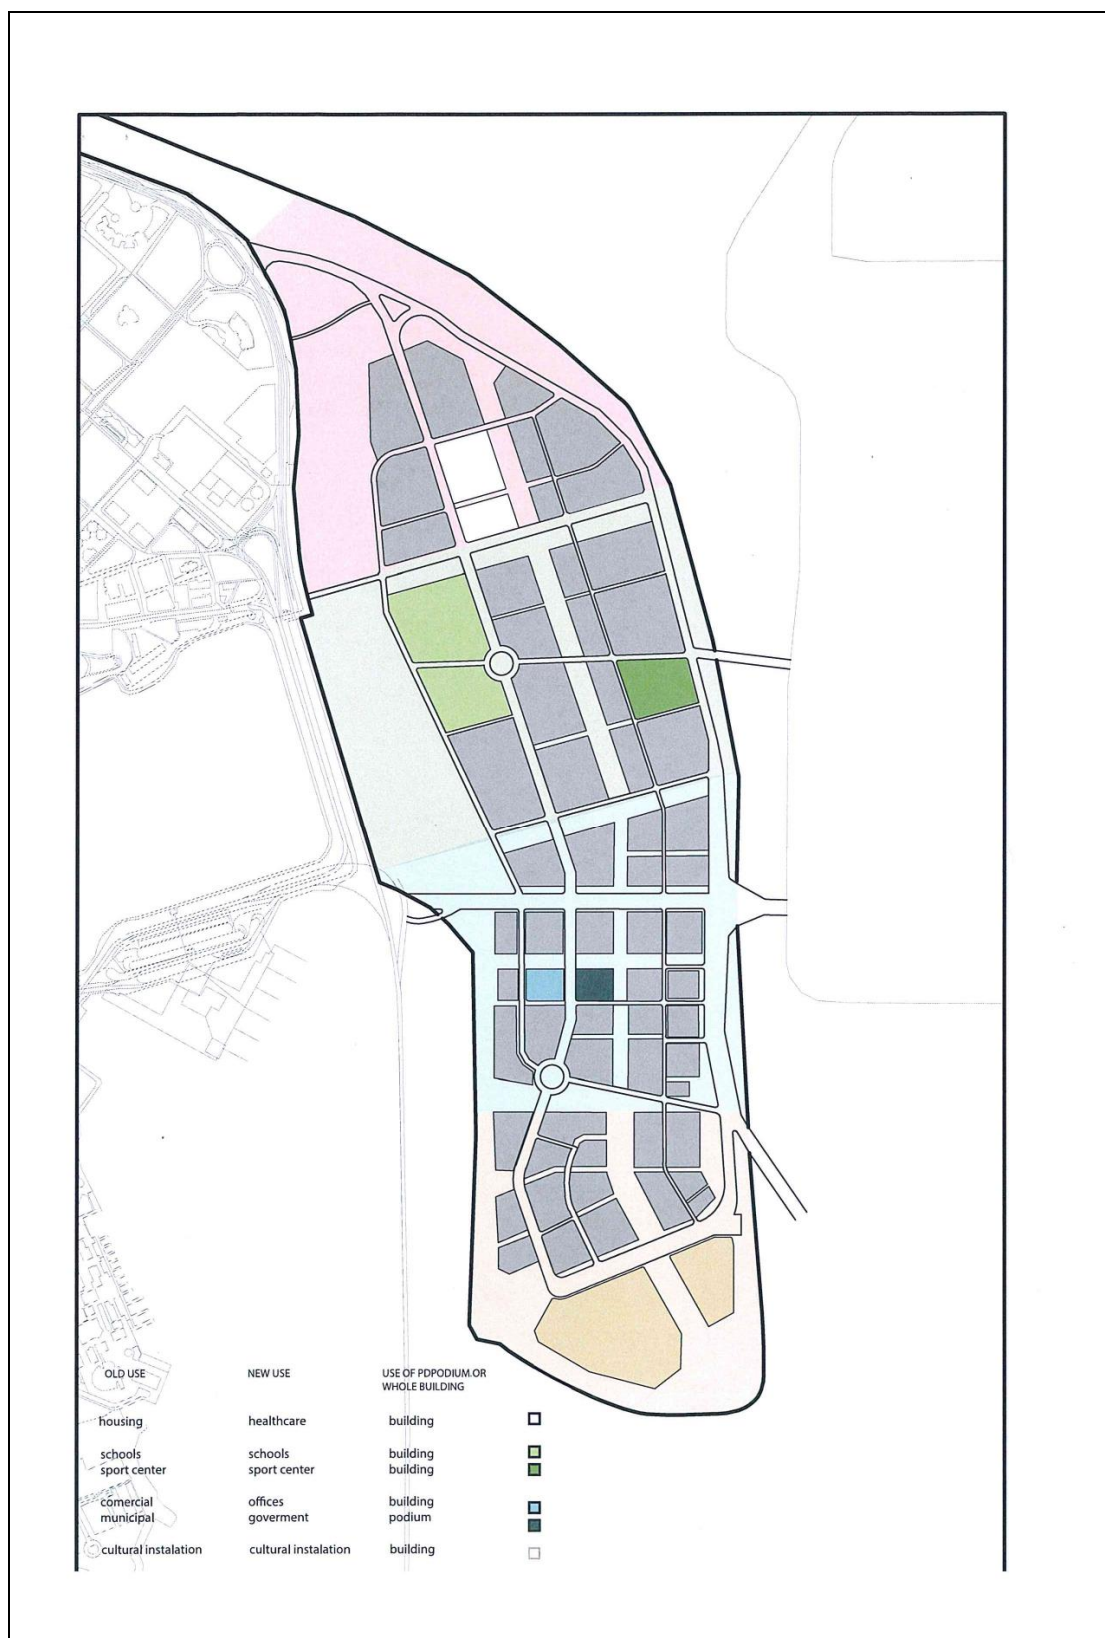 OLD USE NEW USE USE OF PDPODIUM.OR
WHOLE BUILDING
housing healthcare building
schools schools building
sport center sport center building
comercial offices building
municipal goverment podium
cultural instalation cultural instalation building